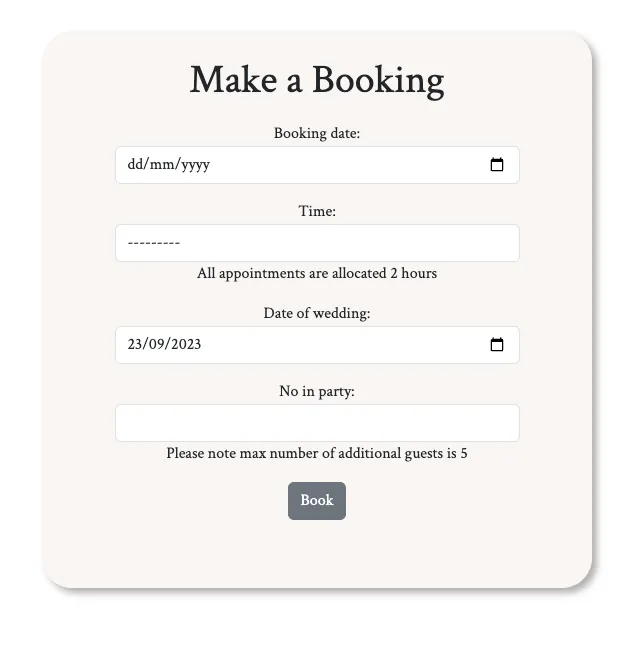 Make a Booking
Booking date:
dd/mm/yyyy
Time:
---------
All appointments are allocated 2 hours
Date of wedding:
23/09/2023
No in party:
Please note max number of additional guests is 5
Book